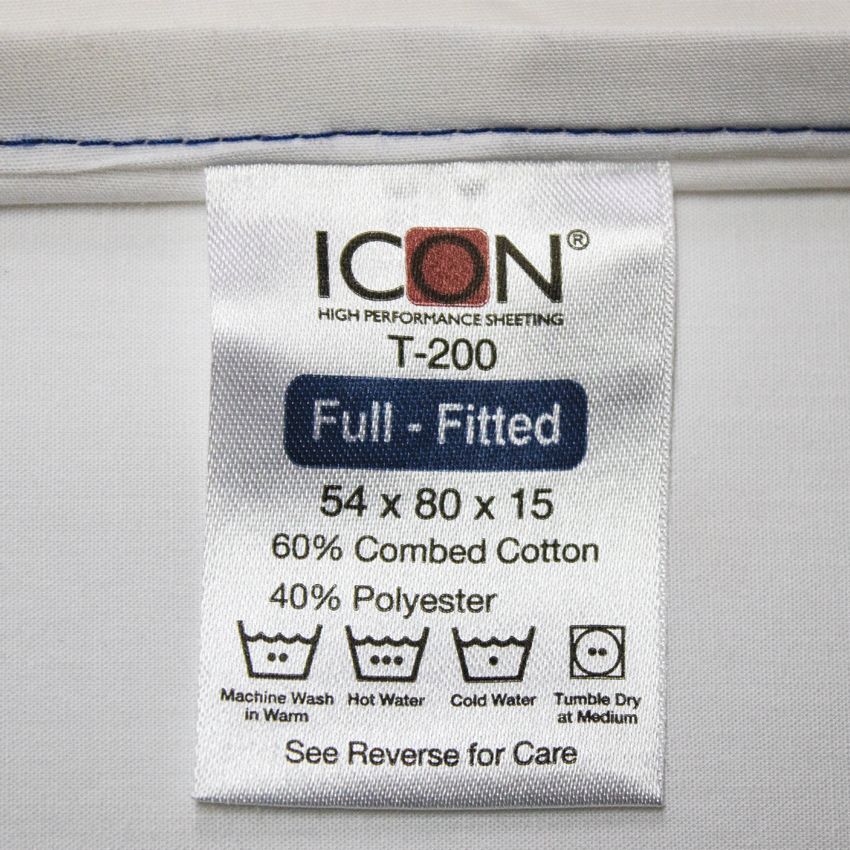 ICON®
HIGH PERFORMANCE SHEETING
T-200
Full - Fitted
54 x 80 x 15
60% Combed Cotton
40% Polyester
Machine Wash
in Warm
Hot Water
Cold Water
Tumble Dry
at Medium
See Reverse for Care